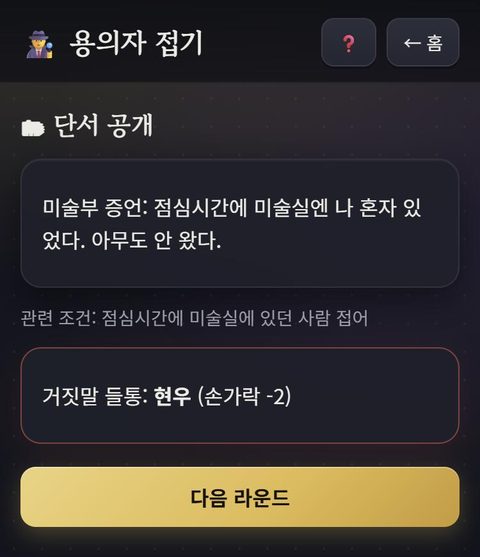 용의자 접기
❓
← 홈
단서 공개
미술부 증언: 점심시간에 미술실엔 나 혼자 있
었다. 아무도 안 왔다.
관련 조건: 점심시간에 미술실에 있던 사람 접어
거짓말 들통: 현우 (손가락 -2)
다음 라운드